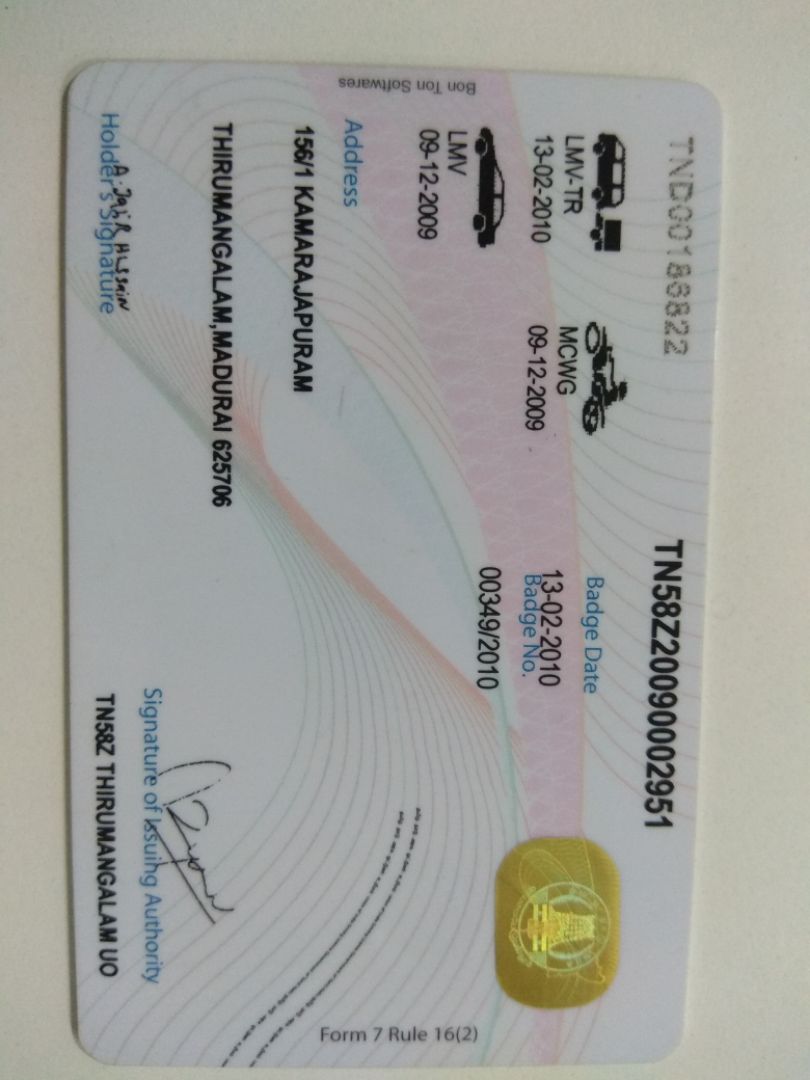 TND00186822
TN58Z20090002951
LMV-TR
13-02-2010
MCWG
09-12-2009
Badge Date
13-02-2010
Badge No.
00349/2010
LMV
09-12-2009
Address
156/1 KAMARAJAPURAM
THIRUMANGALAM,MADURAI 625706
A. Jabir Hussain
Holder's Signature
Signature of Issuing Authority
TN58Z THIRUMANGALAM UO
Form 7 Rule 16(2)
Bon Ton Softwares